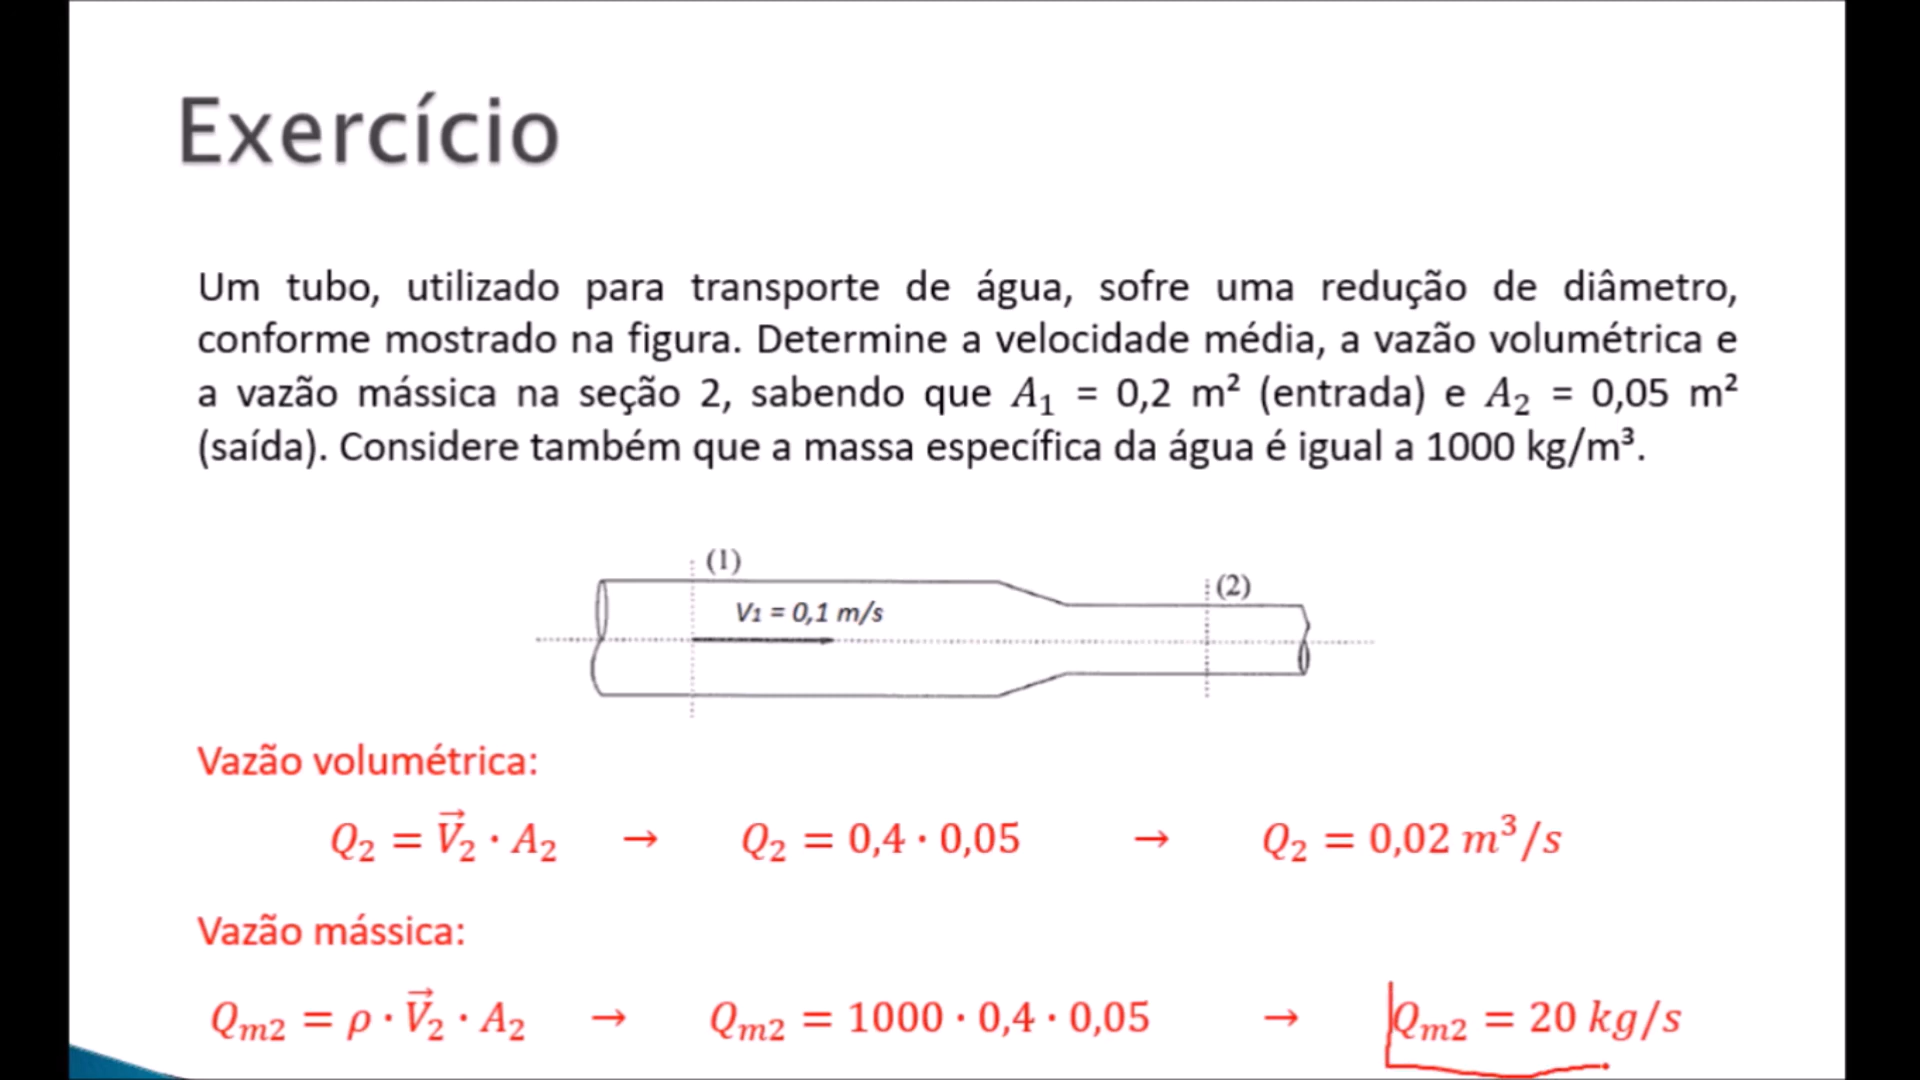 Exercício
Um tubo, utilizado para transporte de água, sofre uma redução de diâmetro,
conforme mostrado na figura. Determine a velocidade média, a vazão volumétrica e
a vazão mássica na seção 2, sabendo que A₁ = 0,2 m² (entrada) e A₂ = 0,05 m²
(saída). Considere também que a massa específica da água é igual a 1000 kg/m³.
(1)
(2)
V₁ = 0,1 m/s
Vazão volumétrica:
Q₂ = V⃗₂ · A₂ → Q₂ = 0,4 · 0,05 → Q₂ = 0,02 m³/s
Vazão mássica:
Qₘ₂ = ρ · V⃗₂ · A₂ → Qₘ₂ = 1000 · 0,4 · 0,05 → Qₘ₂ = 20 kg/s